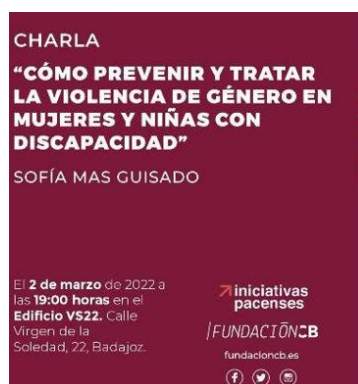 CHARLA
“CÓMO PREVENIR Y TRATAR
LA VIOLENCIA DE GÉNERO EN
MUJERES Y NIÑAS CON
DISCAPACIDAD”
SOFÍA MAS GUISADO
El 2 de marzo de 2022 a
las 19:00 horas en el
Edificio VS22. Calle
Virgen de la
Soledad, 22, Badajoz.
iniciativas
pacenses
FUNDACIŌNCB
fundacioncb.es